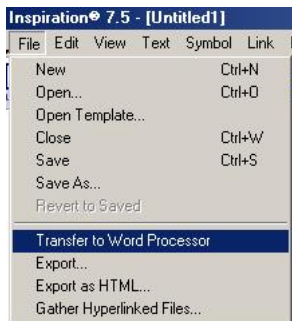 Inspiration® 7.5 - [Untitled1]
File Edit View Text Symbol Link
New Ctrl+N
Open... Ctrl+O
Open Template...
Close Ctrl+W
Save Ctrl+S
Save As...
Revert to Saved
Transfer to Word Processor
Export...
Export as HTML...
Gather Hyperlinked Files...